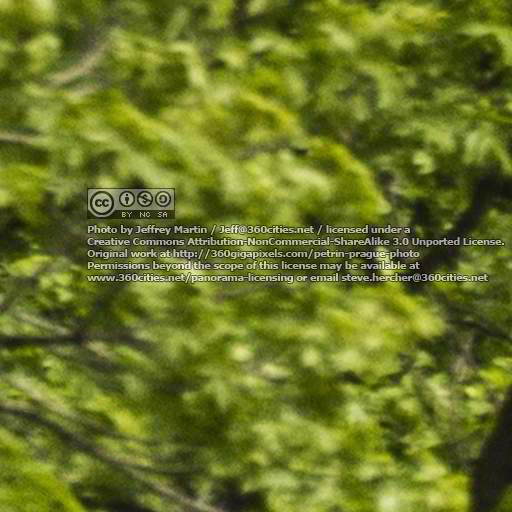 cc
BY NC SA
Photo by Jeffrey Martin / Jeff@360cities.net / licensed under a
Creative Commons Attribution-NonCommercial-ShareAlike 3.0 Unported License.
Original work at http://360gigapixels.com/petrin-prague-photo
Permissions beyond the scope of this license may be available at
www.360cities.net/panorama-licensing or email steve.hercher@360cities.net